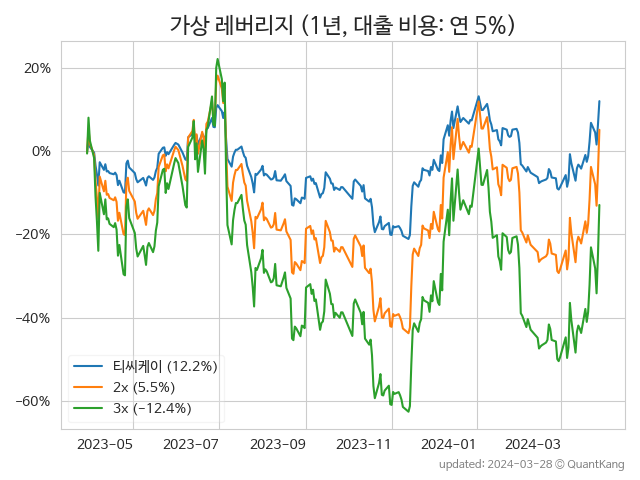 가상 레버리지 (1년, 대출 비용: 연 5%)
20%
0%
−20%
−40%
−60%
티씨케이 (12.2%)
2x (5.5%)
3x (−12.4%)
2023-05 2023-07 2023-09 2023-11 2024-01 2024-03
updated: 2024-03-28 © QuantKang